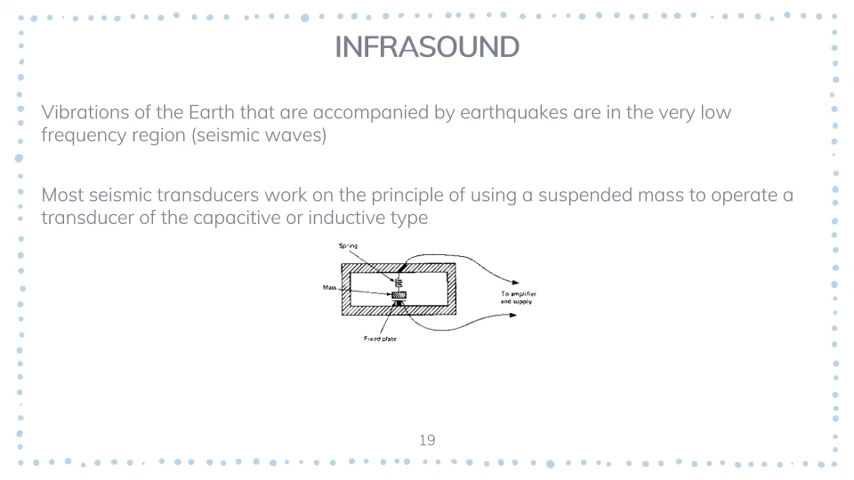 INFRASOUND
Vibrations of the Earth that are accompanied by earthquakes are in the very low
frequency region (seismic waves)
Most seismic transducers work on the principle of using a suspended mass to operate a
transducer of the capacitive or inductive type
Spring
Mass
To amplifier
and supply
Fixed plate
19